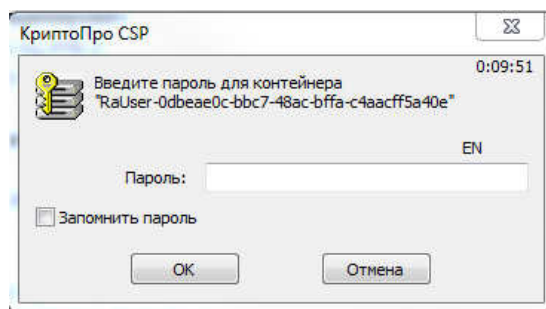 КриптоПро CSP
0:09:51
Введите пароль для контейнера
"RaUser-0dbeae0c-bbc7-48ac-bffa-c4aacff5a40e"
EN
Пароль:
Запомнить пароль
ОК
Отмена